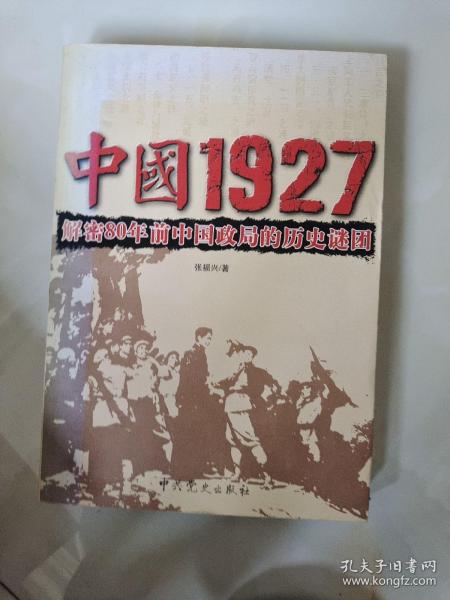 中國1927
解密80年前中国政局的历史谜团
张振兴/著
中共党史出版社
孔夫子旧书网
www.kongfz.com